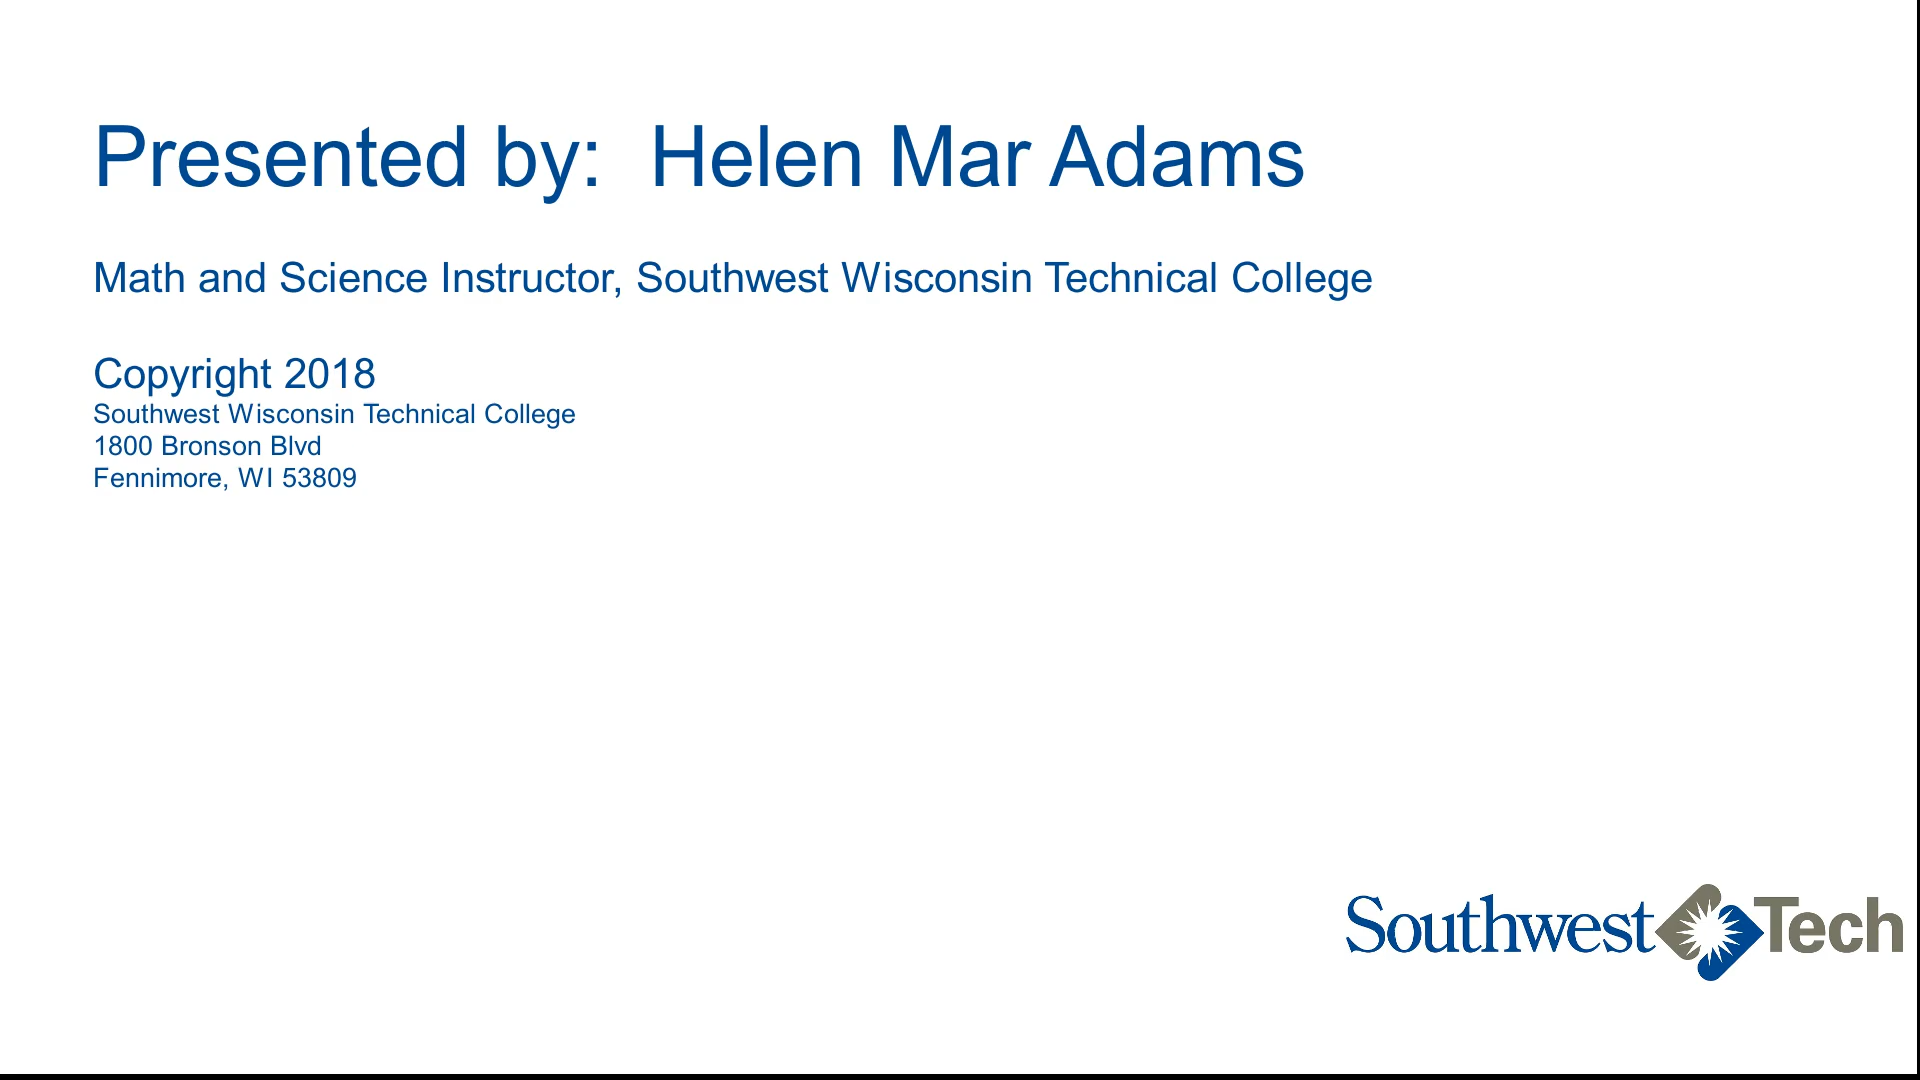 Presented by:  Helen Mar Adams
Math and Science Instructor, Southwest Wisconsin Technical College
Copyright 2018
Southwest Wisconsin Technical College
1800 Bronson Blvd
Fennimore, WI 53809
Southwest Tech